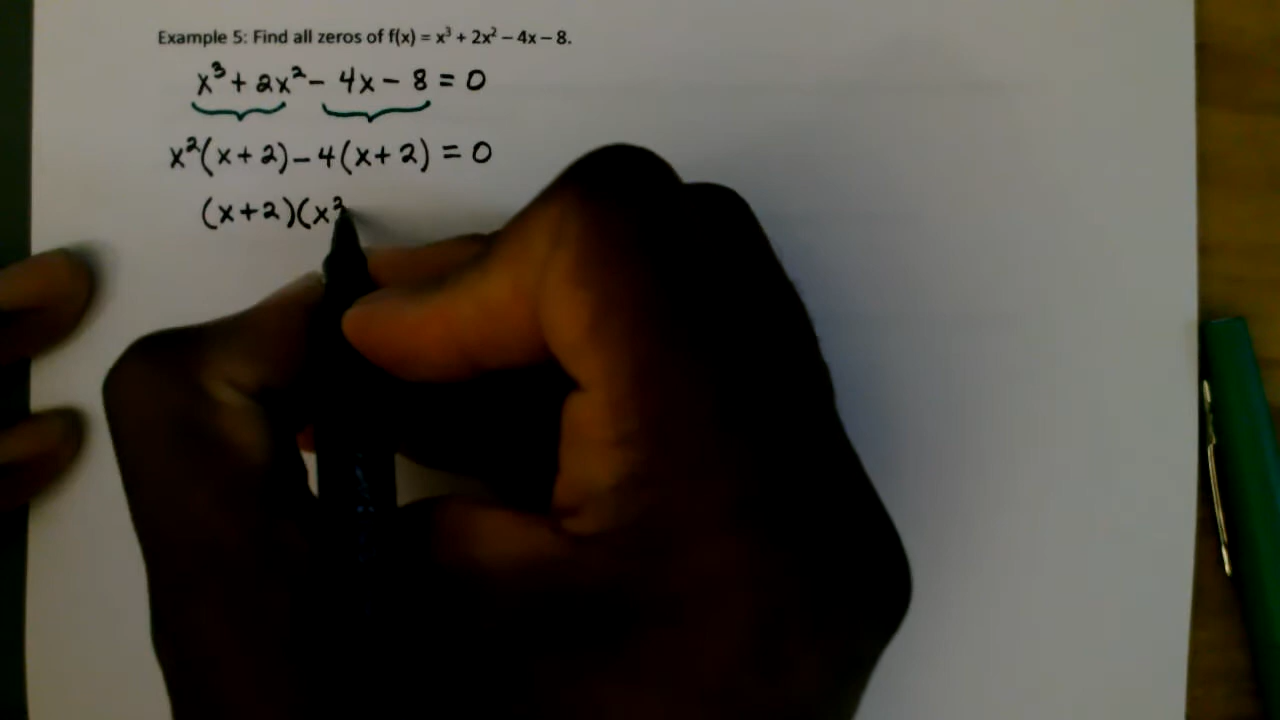 Example 5: Find all zeros of f(x) = x³ + 2x² – 4x – 8.
x³ + 2x² – 4x – 8 = 0
x²(x + 2) – 4(x + 2) = 0
(x + 2)(x²